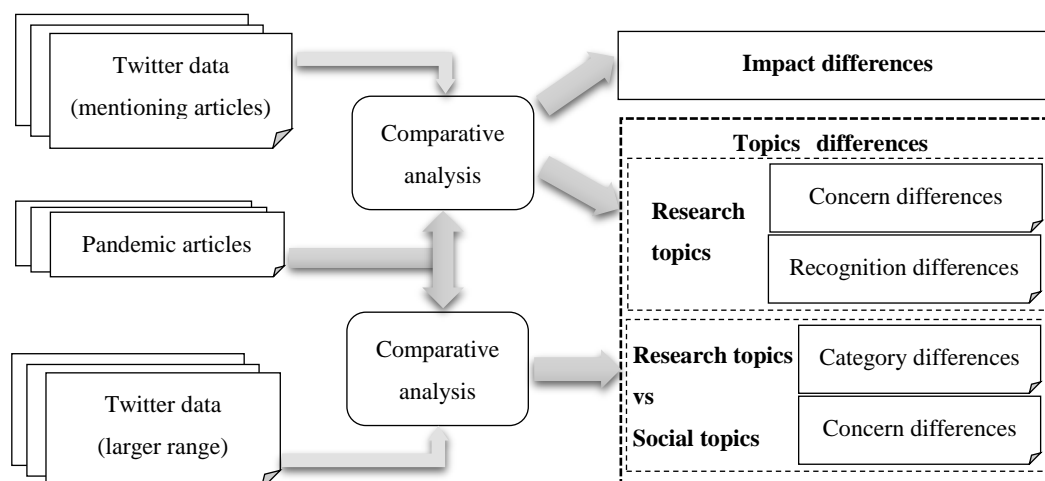 Twitter data
(mentioning articles)
Pandemic articles
Twitter data
(larger range)
Comparative
analysis
Comparative
analysis
Impact differences
Topics differences
Research
topics
Concern differences
Recognition differences
Research topics
vs
Social topics
Category differences
Concern differences